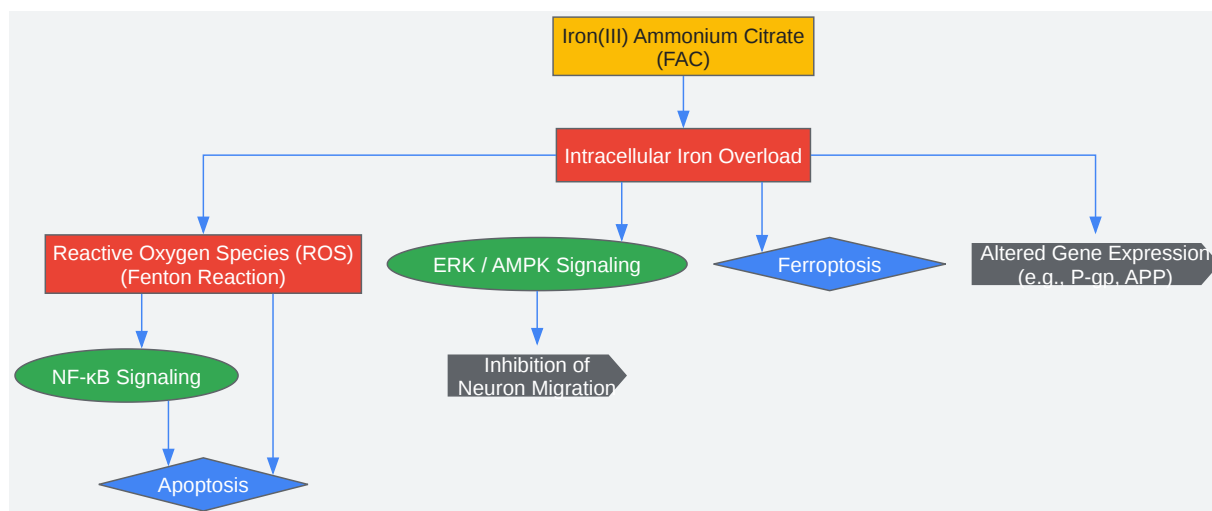 Iron(III) Ammonium Citrate
(FAC)
Intracellular Iron Overload
Reactive Oxygen Species (ROS)
(Fenton Reaction)
ERK / AMPK Signaling
Ferroptosis
Altered Gene Expression
(e.g., P-gp, APP)
NF-κB Signaling
Inhibition of
Neuron Migration
Apoptosis